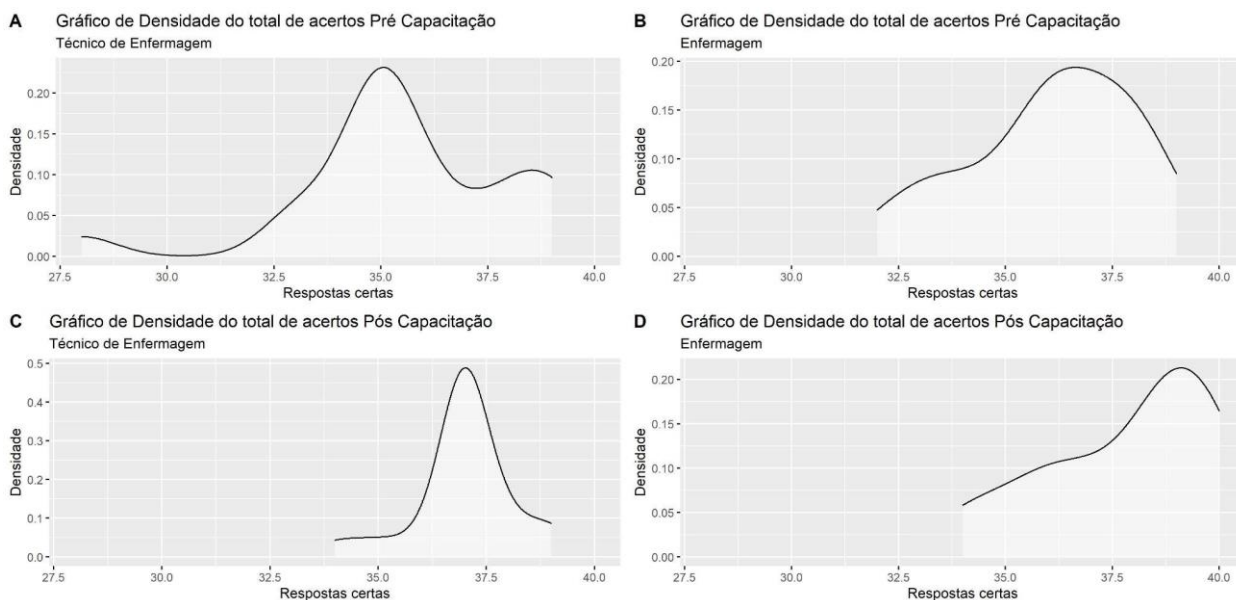 A Gráfico de Densidade do total de acertos Pré Capacitação
Técnico de Enfermagem
Densidade
0.20
0.15
0.10
0.05
0.00
27.5 30.0 32.5 35.0 37.5 40.0
Respostas certas
B Gráfico de Densidade do total de acertos Pré Capacitação
Enfermagem
Densidade
0.20
0.15
0.10
0.05
0.00
27.5 30.0 32.5 35.0 37.5 40.0
Respostas certas
C Gráfico de Densidade do total de acertos Pós Capacitação
Técnico de Enfermagem
Densidade
0.5
0.4
0.3
0.2
0.1
0.0
27.5 30.0 32.5 35.0 37.5 40.0
Respostas certas
D Gráfico de Densidade do total de acertos Pós Capacitação
Enfermagem
Densidade
0.20
0.15
0.10
0.05
0.00
27.5 30.0 32.5 35.0 37.5 40.0
Respostas certas